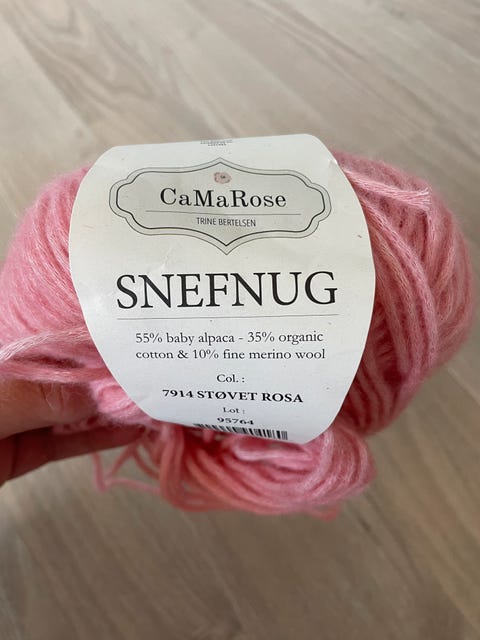 CaMaRose
TRINE BERTELSEN
SNEFNUG
55% baby alpaca - 35% organic
cotton & 10% fine merino wool
Col. :
7914 STØVET ROSA
Lot :
95764